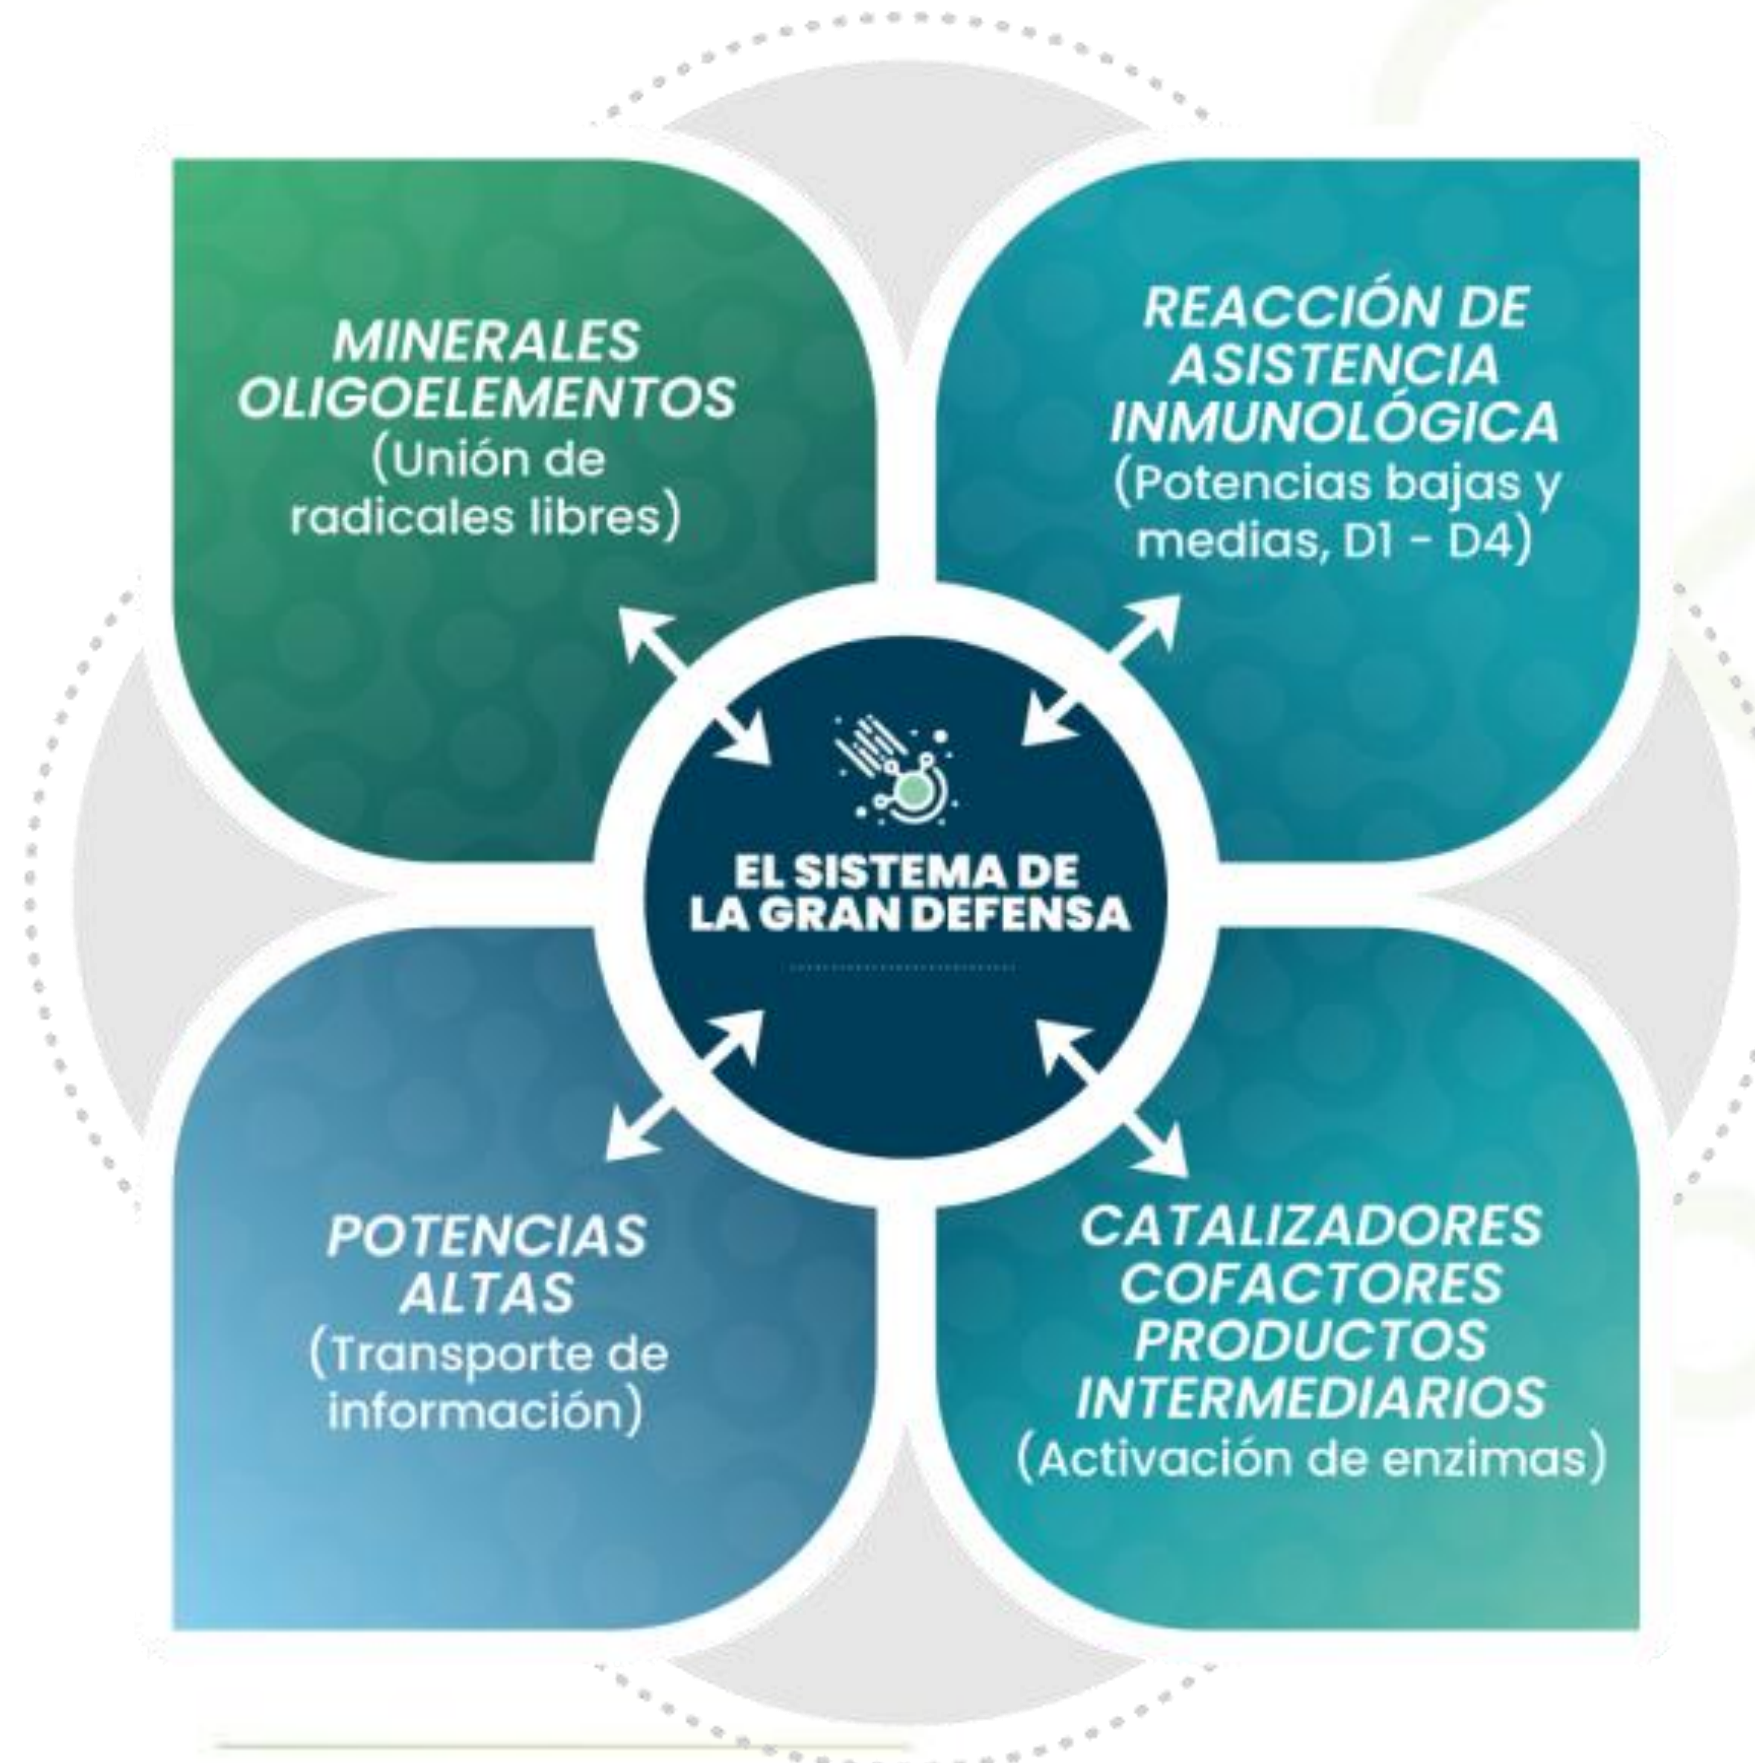 MINERALES
OLIGOELEMENTOS
(Unión de
radicales libres)
REACCIÓN DE
ASISTENCIA
INMUNOLÓGICA
(Potencias bajas y
medias, D1 - D4)
EL SISTEMA DE
LA GRAN DEFENSA
POTENCIAS
ALTAS
(Transporte de
información)
CATALIZADORES
COFACTORES
PRODUCTOS
INTERMEDIARIOS
(Activación de enzimas)